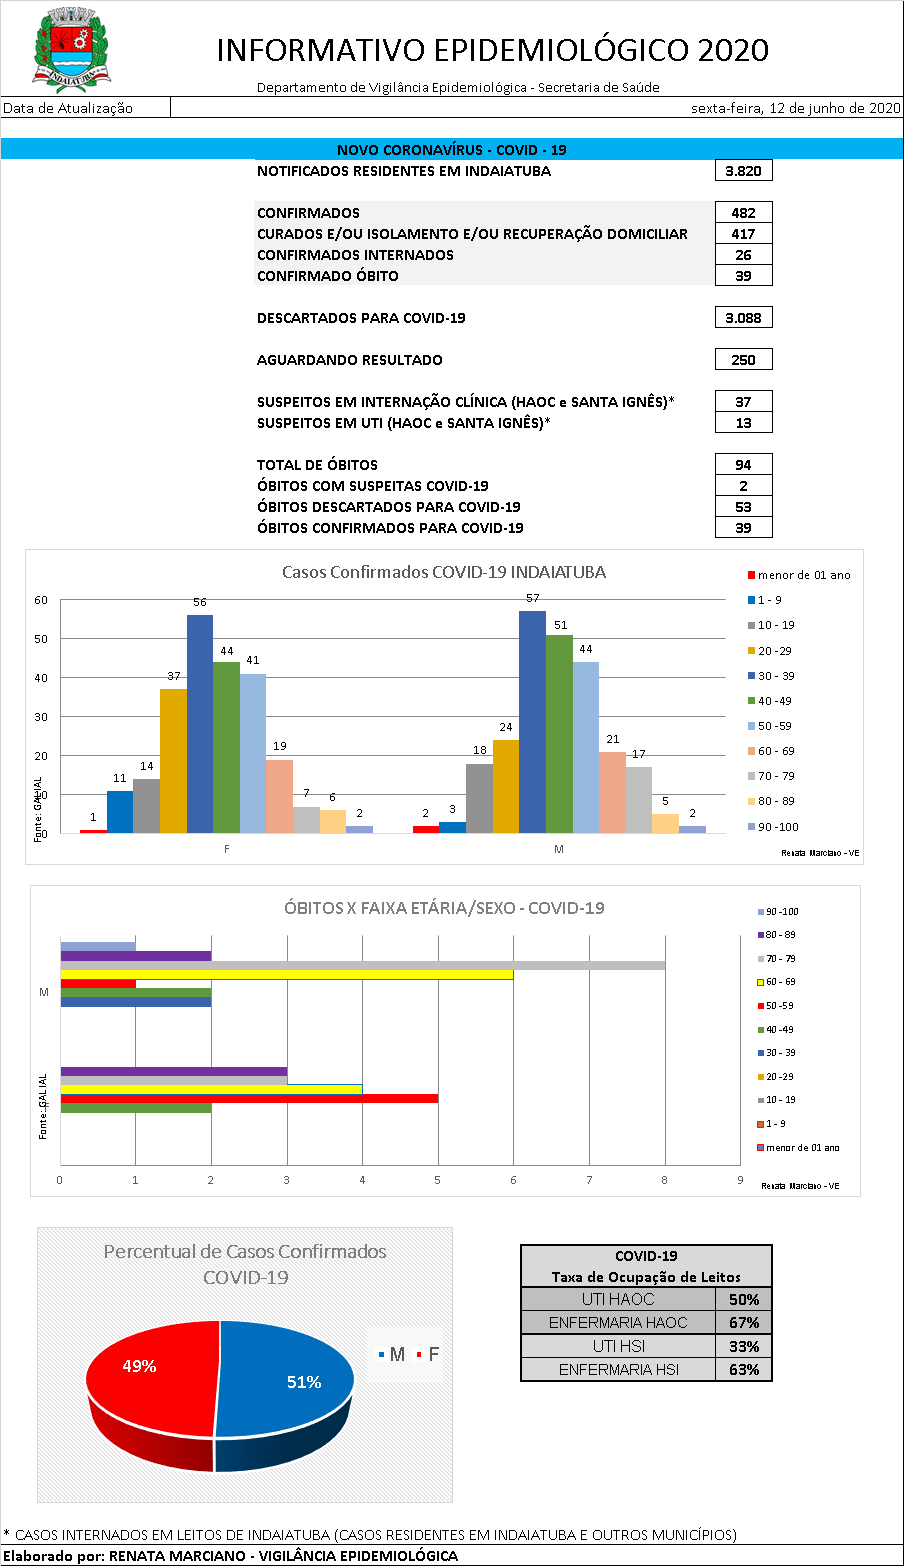 INDAIATUBA
INFORMATIVO EPIDEMIOLÓGICO 2020
Departamento de Vigilância Epidemiológica - Secretaria de Saúde
Data de Atualização sexta-feira, 12 de junho de 2020
NOVO CORONAVÍRUS - COVID - 19
NOTIFICADOS RESIDENTES EM INDAIATUBA 3.820
CONFIRMADOS 482
CURADOS E/OU ISOLAMENTO E/OU RECUPERAÇÃO DOMICILIAR 417
CONFIRMADOS INTERNADOS 26
CONFIRMADO ÓBITO 39
DESCARTADOS PARA COVID-19 3.088
AGUARDANDO RESULTADO 250
SUSPEITOS EM INTERNAÇÃO CLÍNICA (HAOC e SANTA IGNÊS)* 37
SUSPEITOS EM UTI (HAOC e SANTA IGNÊS)* 13
TOTAL DE ÓBITOS 94
ÓBITOS COM SUSPEITAS COVID-19 2
ÓBITOS DESCARTADOS PARA COVID-19 53
ÓBITOS CONFIRMADOS PARA COVID-19 39
Casos Confirmados COVID-19 INDAIATUBA
60
50
40
30
20
10
0
Fonte: GAL/IAL
1 11 14 37 56 44 41 19 7 6 2
2 3 18 24 57 51 44 21 17 5 2
F M
menor de 01 ano
1 - 9
10 - 19
20 -29
30 - 39
40 -49
50 -59
60 - 69
70 - 79
80 - 89
90 -100
Renata Marciano - VE
ÓBITOS X FAIXA ETÁRIA/SEXO - COVID-19
M
Fonte: GAL IAL
0 1 2 3 4 5 6 7 8 9
90 -100
80 - 89
70 - 79
60 - 69
50 -59
40 -49
30 - 39
20 -29
10 - 19
1 - 9
menor de 01 ano
Renata Marciano - VE
Percentual de Casos Confirmados
COVID-19
49%
51%
M F
COVID-19
Taxa de Ocupação de Leitos
UTI HAOC 50%
ENFERMARIA HAOC 67%
UTI HSI 33%
ENFERMARIA HSI 63%
* CASOS INTERNADOS EM LEITOS DE INDAIATUBA (CASOS RESIDENTES EM INDAIATUBA E OUTROS MUNICÍPIOS)
Elaborado por: RENATA MARCIANO - VIGILÂNCIA EPIDEMIOLÓGICA